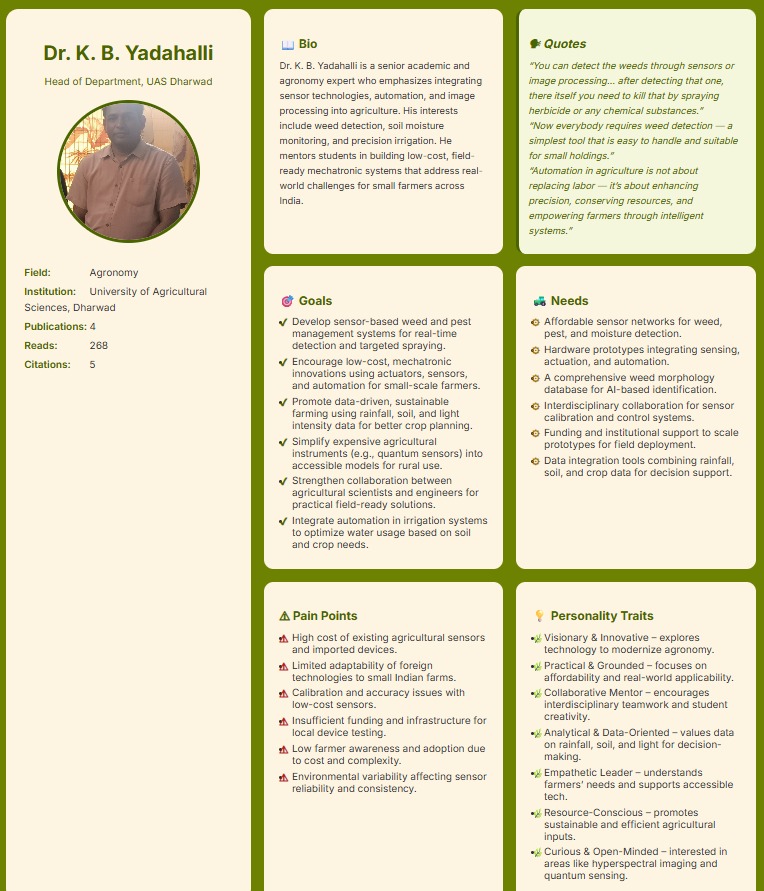 Dr. K. B. Yadahalli
Head of Department, UAS Dharwad
Field: Agronomy
Institution: University of Agricultural
Sciences, Dharwad
Publications: 4
Reads: 268
Citations: 5
📖 Bio
Dr. K. B. Yadahalli is a senior academic and
agronomy expert who emphasizes integrating
sensor technologies, automation, and image
processing into agriculture. His interests
include weed detection, soil moisture
monitoring, and precision irrigation. He
mentors students in building low-cost, field-
ready mechatronic systems that address real-
world challenges for small farmers across
India.
🗣 Quotes
“You can detect the weeds through sensors or
image processing... after detecting that one,
there itself you need to kill that by spraying
herbicide or any chemical substances.”
“Now everybody requires weed detection — a
simplest tool that is easy to handle and suitable
for small holdings.”
“Automation in agriculture is not about
replacing labor — it’s about enhancing
precision, conserving resources, and
empowering farmers through intelligent
systems.”
🎯 Goals
✔ Develop sensor-based weed and pest
management systems for real-time
detection and targeted spraying.
✔ Encourage low-cost, mechatronic
innovations using actuators, sensors,
and automation for small-scale farmers.
✔ Promote data-driven, sustainable
farming using rainfall, soil, and light
intensity data for better crop planning.
✔ Simplify expensive agricultural
instruments (e.g., quantum sensors) into
accessible models for rural use.
✔ Strengthen collaboration between
agricultural scientists and engineers for
practical field-ready solutions.
✔ Integrate automation in irrigation systems
to optimize water usage based on soil
and crop needs.
🚜 Needs
⚙ Affordable sensor networks for weed,
pest, and moisture detection.
⚙ Hardware prototypes integrating sensing,
actuation, and automation.
⚙ A comprehensive weed morphology
database for AI-based identification.
⚙ Interdisciplinary collaboration for sensor
calibration and control systems.
⚙ Funding and institutional support to scale
prototypes for field deployment.
⚙ Data integration tools combining rainfall,
soil, and crop data for decision support.
⚠ Pain Points
High cost of existing agricultural sensors
and imported devices.
Limited adaptability of foreign
technologies to small Indian farms.
Calibration and accuracy issues with
low-cost sensors.
Insufficient funding and infrastructure for
local device testing.
Low farmer awareness and adoption due
to cost and complexity.
Environmental variability affecting sensor
reliability and consistency.
💡 Personality Traits
🌿 Visionary & Innovative – explores
technology to modernize agronomy.
🌿 Practical & Grounded – focuses on
affordability and real-world applicability.
🌿 Collaborative Mentor – encourages
interdisciplinary teamwork and student
creativity.
🌿 Analytical & Data-Oriented – values data
on rainfall, soil, and light for decision-
making.
🌿 Empathetic Leader – understands
farmers’ needs and supports accessible
tech.
🌿 Resource-Conscious – promotes
sustainable and efficient agricultural
inputs.
🌿 Curious & Open-Minded – interested in
areas like hyperspectral imaging and
quantum sensing.